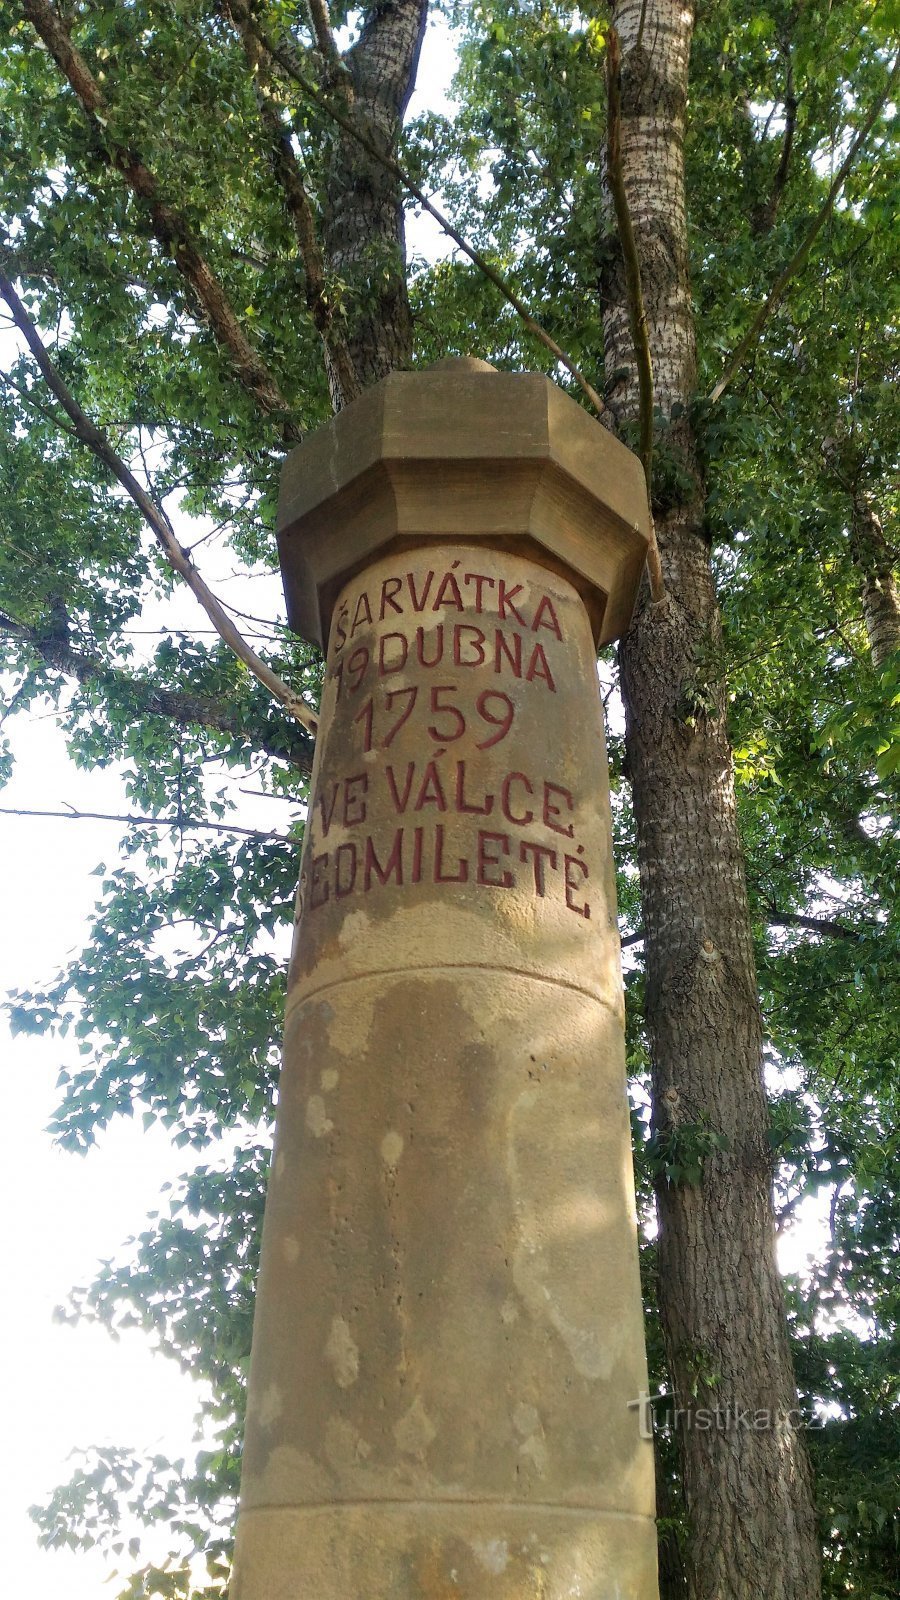 ŠARVÁTKA
19 DUBNA
1759
VE VÁLCE
SEDMILETÉ
Turistika.cz